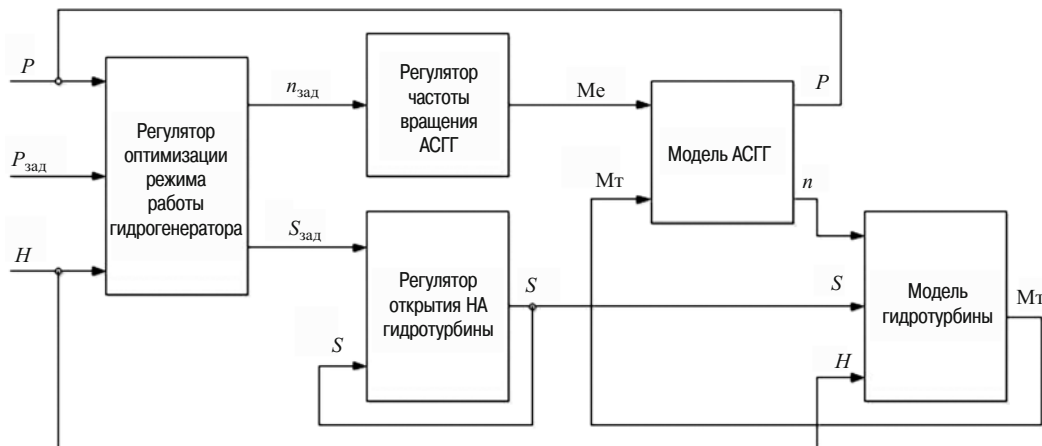 P
P зад
H
Регулятор
оптимизации
режима
работы
гидрогенератора
n зад
S зад
Регулятор
частоты
вращения
АСГГ
Регулятор
открытия НА
гидротурбины
S
S
Ме
Мт
Модель АСГГ
P
n
S
H
Модель
гидротурбины
Мт